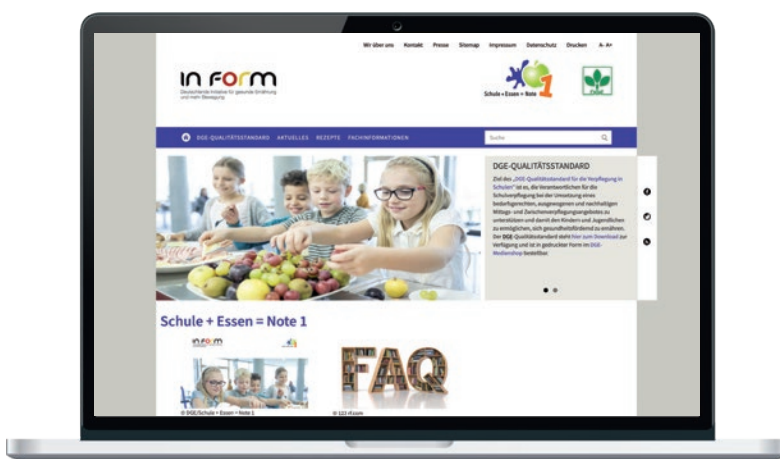 Wir über uns Kontakt Presse Sitemap Impressum Datenschutz Drucken A- A+
IN FORM
Deutschlands Initiative für gesunde Ernährung
und mehr Bewegung
Schule + Essen = Note 1
DGE
DGE-QUALITÄTSSTANDARD AKTUELLES REZEPTE FACHINFORMATIONEN
Suche
DGE-QUALITÄTSSTANDARD
Ziel des „DGE-Qualitätsstandard für die Verpflegung in
Schulen" ist es, die Verantwortlichen für die
Schulverpflegung bei der Umsetzung eines
bedarfsgerechten, ausgewogenen und nachhaltigen
Mittags- und Zwischenverpflegungsangebotes zu
unterstützen und damit den Kindern und Jugendlichen
zu ermöglichen, sich gesundheitsfördernd zu ernähren.
Der DGE-Qualitätsstandard steht hier zum Download zur
Verfügung und ist in gedruckter Form im DGE-
Medienshop bestellbar.
Schule + Essen = Note 1
IN FORM
FAQ
© DGE/Schule + Essen = Note 1
© 123 rf.com